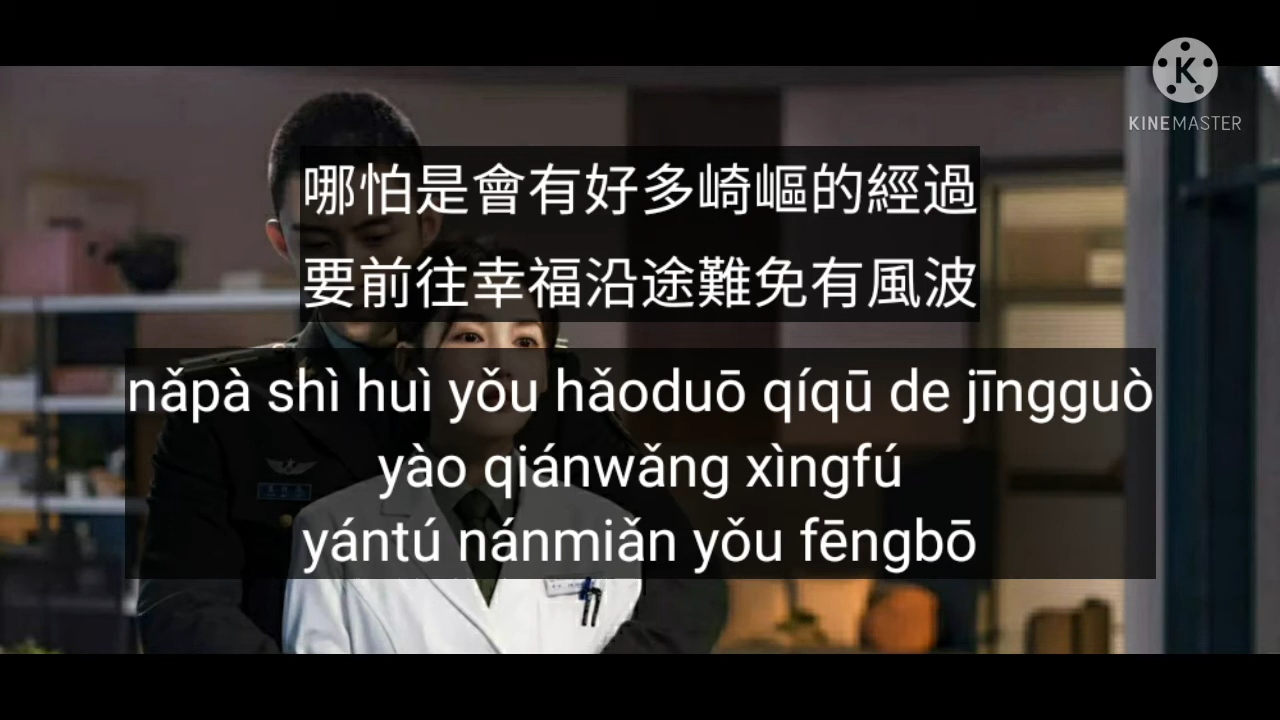 K
KINEMASTER
哪怕是會有好多崎嶇的經過
要前往幸福沿途難免有風波
nǎpà shì huì yǒu hǎoduō qíqū de jīngguò
yào qiánwǎng xìngfú
yántú nánmiǎn yǒu fēngbō